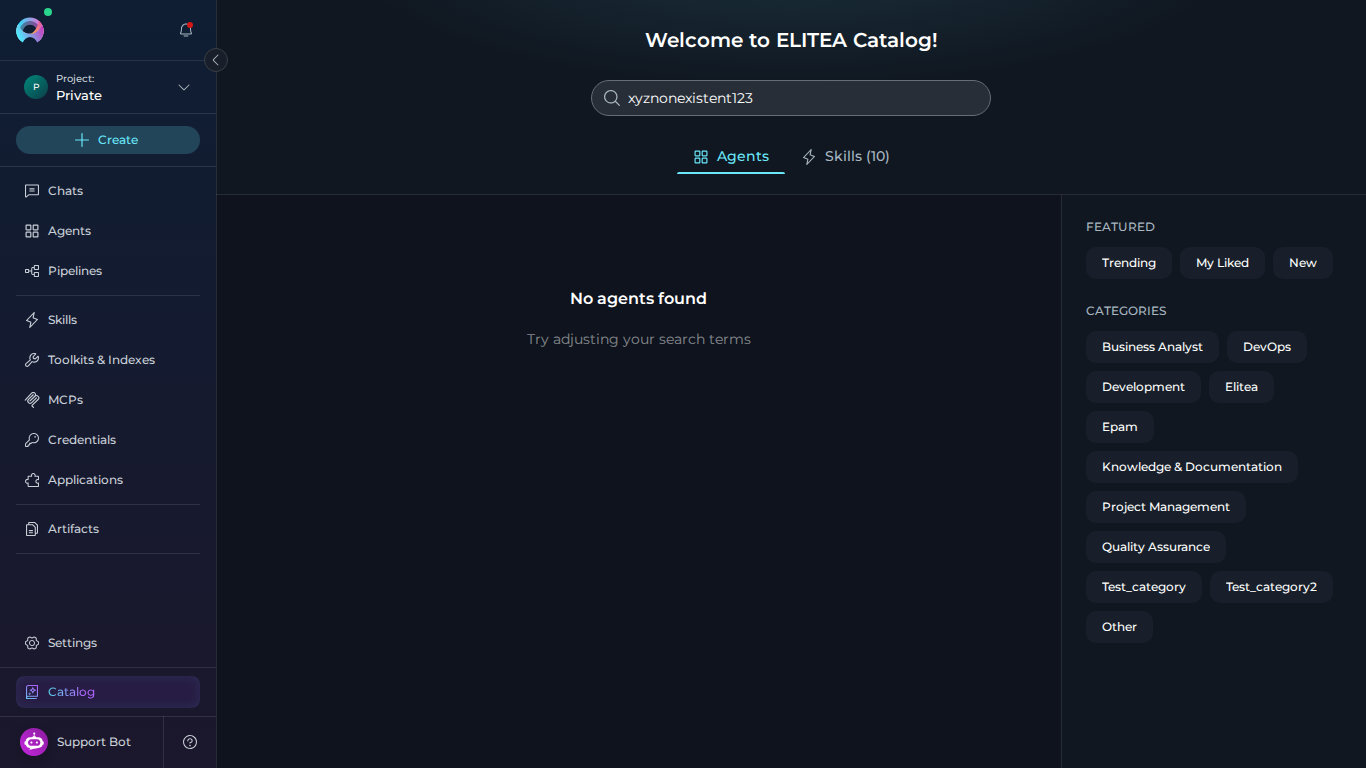 Project:
P
Private
Create
Chats
Agents
Pipelines
Skills
Toolkits & Indexes
MCPs
Credentials
Applications
Artifacts
Settings
Catalog
Support Bot
Welcome to ELITEA Catalog!
xyznonexistent123
Agents
Skills (10)
No agents found
Try adjusting your search terms
FEATURED
Trending
My Liked
New
CATEGORIES
Business Analyst
DevOps
Development
Elitea
Epam
Knowledge & Documentation
Project Management
Quality Assurance
Test_category
Test_category2
Other